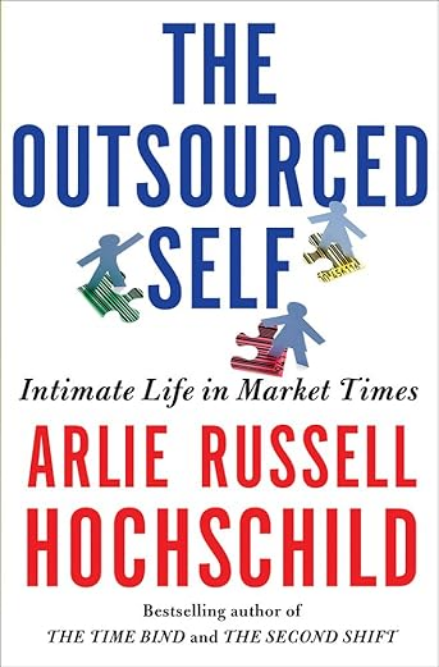 THE
OUTSOURCED
SELF
Intimate Life in Market Times
ARLIE RUSSELL
HOCHSCHILD
Bestselling author of
THE TIME BIND and THE SECOND SHIFT